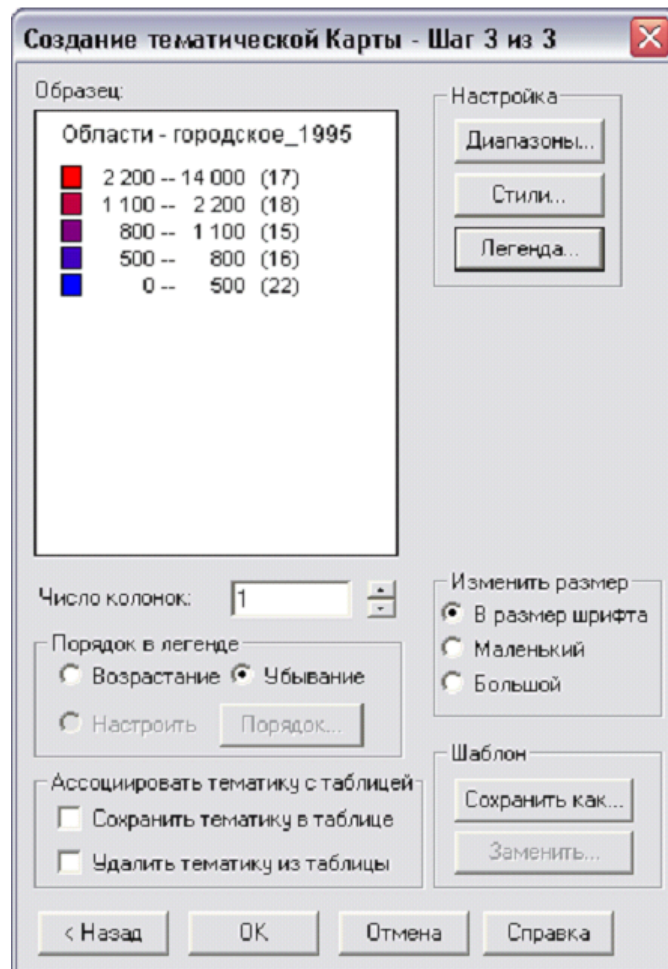 Создание тематической Карты - Шаг 3 из 3
Образец:
Области - городское_1995
2 200 -- 14 000 (17)
1 100 -- 2 200 (18)
800 -- 1 100 (15)
500 -- 800 (16)
0 -- 500 (22)
Настройка
Диапазоны...
Стили...
Легенда...
Число колонок: 1
Изменить размер
В размер шрифта
Маленький
Большой
Порядок в легенде
Возрастание Убывание
Настроить Порядок...
Ассоциировать тематику с таблицей
Сохранить тематику в таблице
Удалить тематику из таблицы
Шаблон
Сохранить как...
Заменить...
< Назад OK Отмена Справка